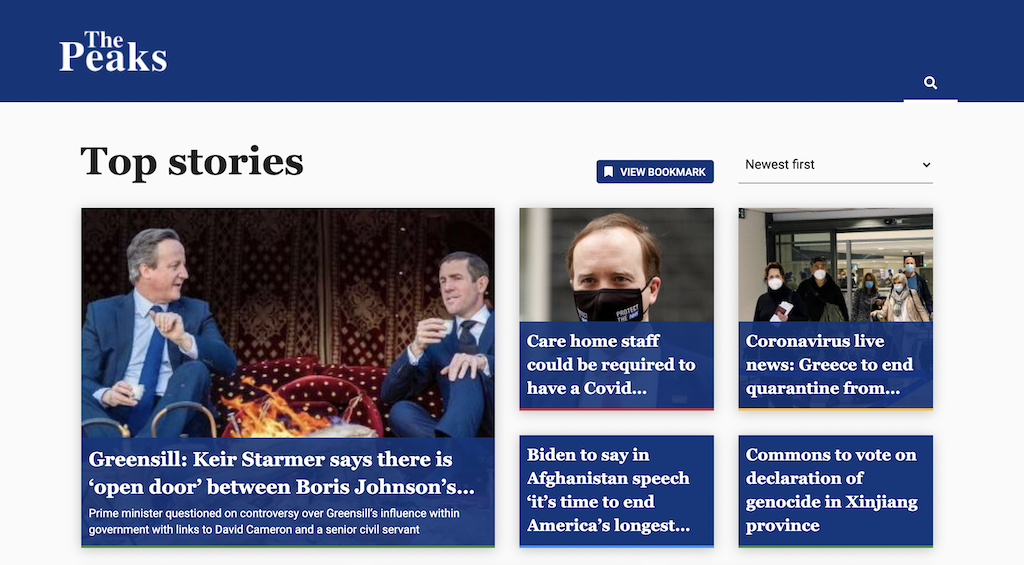 The
Peaks
Top stories
VIEW BOOKMARK
Newest first
PROTECT
THE NHS
Greensill: Keir Starmer says there is
‘open door’ between Boris Johnson’s...
Prime minister questioned on controversy over Greensill’s influence within
government with links to David Cameron and a senior civil servant
Care home staff
could be required to
have a Covid...
Coronavirus live
news: Greece to end
quarantine from...
Biden to say in
Afghanistan speech
‘it’s time to end
America’s longest...
Commons to vote on
declaration of
genocide in Xinjiang
province